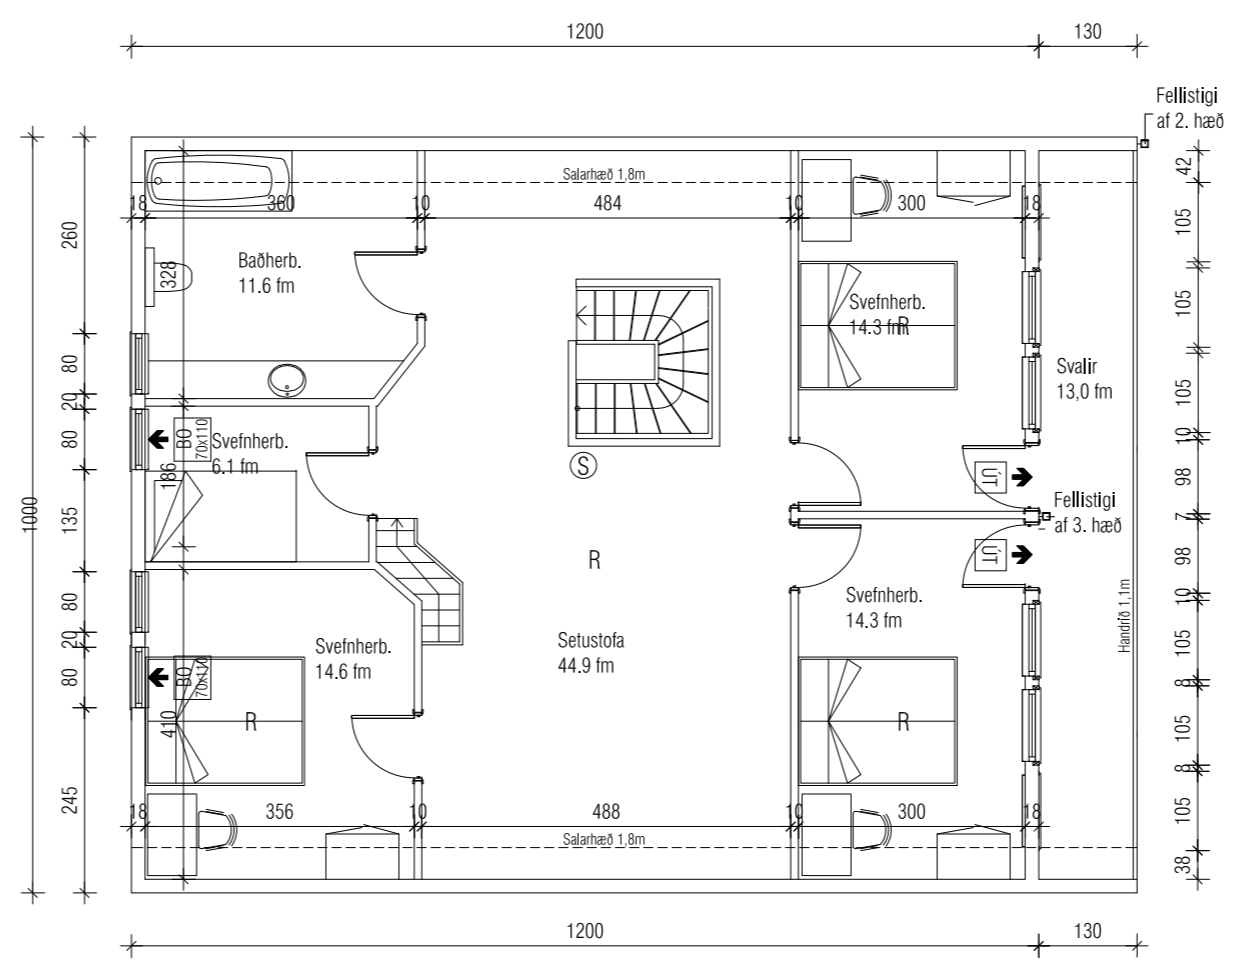 1200
130
Fellistigi
af 2. hæð
Salarhæð 1,8m
18
360
10
484
10
300
18
42
105
105
105
10
98
7
98
10
105
8
105
8
105
38
260
80
20
80
135
80
20
80
245
1000
328
186
410
Baðherb.
11.6 fm
Svefnherb.
14.3 fm
R
Svalir
13,0 fm
BO
70x110
Svefnherb.
6.1 fm
S
ÚT
Fellistigi
af 3. hæð
ÚT
R
Svefnherb.
14.3 fm
Handrið 1,1m
Setustofa
44.9 fm
Svefnherb.
14.6 fm
BO
70x110
R
R
18
356
10
488
10
300
18
Salarhæð 1,8m
1200
130